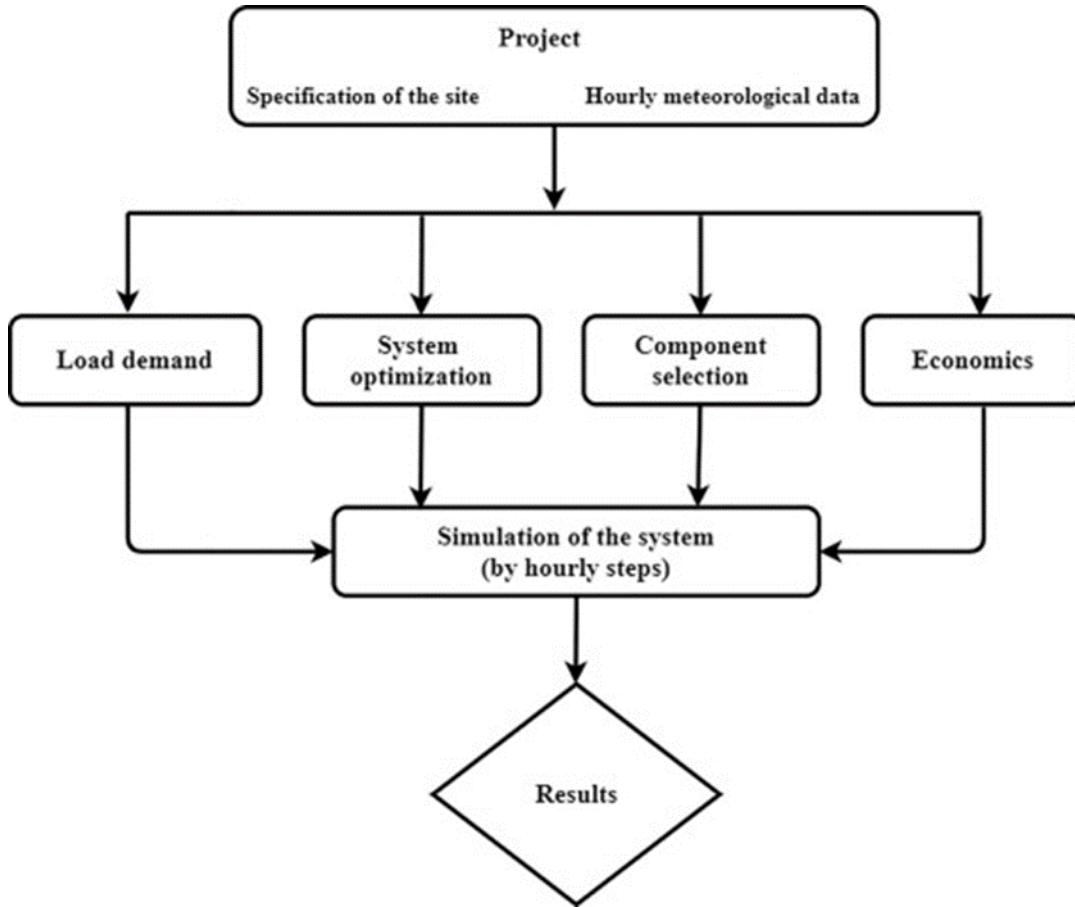 Project
Specification of the site
Hourly meteorological data
Load demand
System
optimization
Component
selection
Economics
Simulation of the system
(by hourly steps)
Results